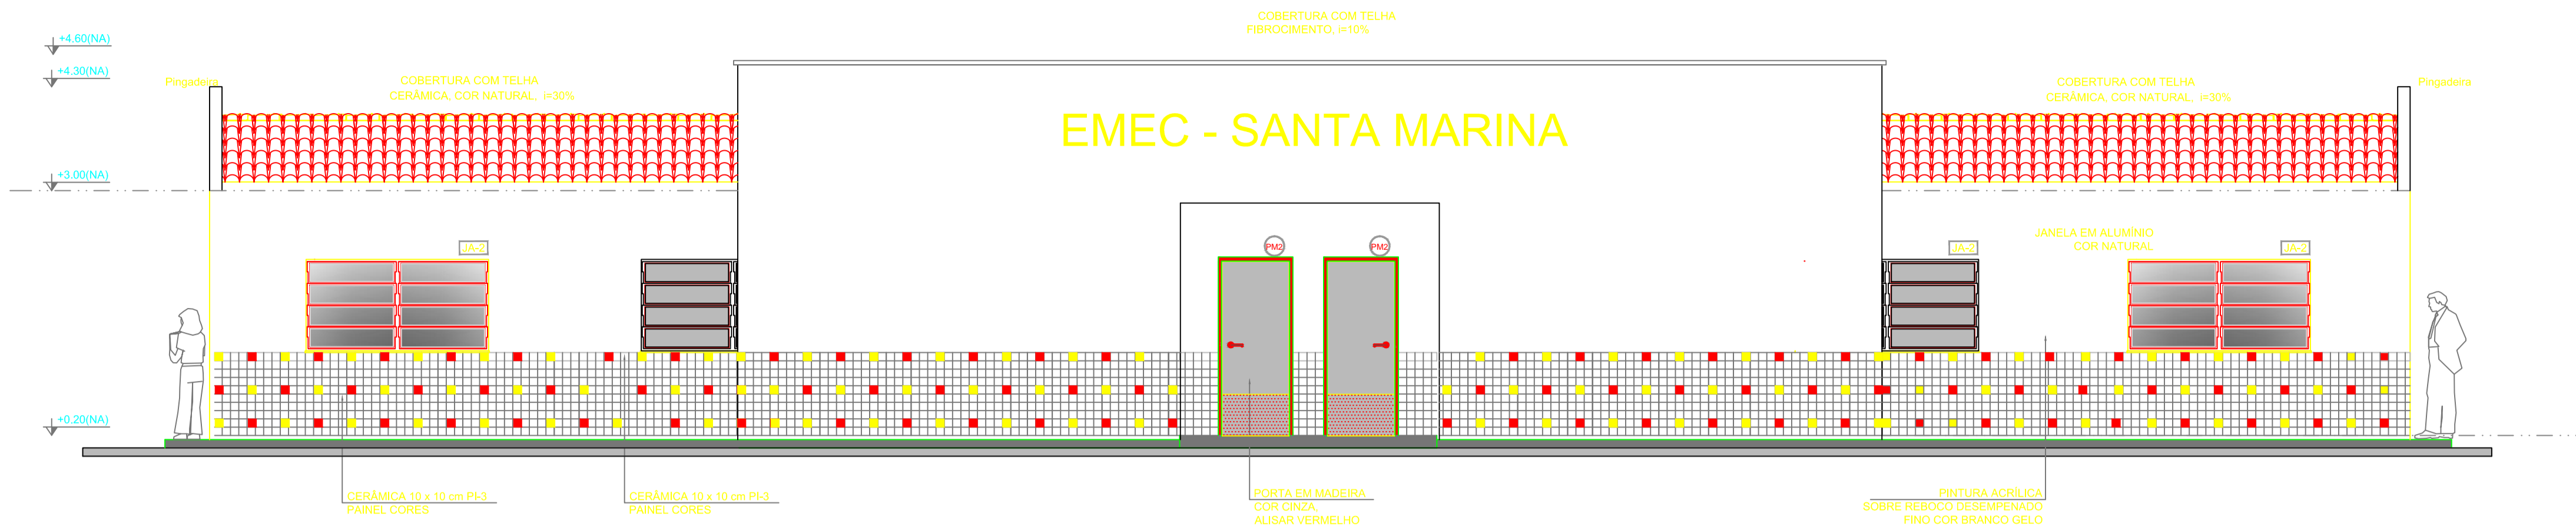 . COBERTURA COM TELHA
FIBROCIMENTO, i=10%
+4.60(NA)
+4.30(NA)
Pingadeira
COBERTURA COM TELHA
CERÂMICA, COR NATURAL, i=30%
COBERTURA COM TELHA
CERÂMICA, COR NATURAL, i=30%
Pingadeira
EMEC - SANTA MARINA
+3.00(NA)
JANELA EM ALUMÍNIO
COR NATURAL
JA-2
PM2
PM2
JA-2
JA-2
+0.20(NA)
CERÂMICA 10 x 10 cm PI-3
PAINEL CORES
CERÂMICA 10 x 10 cm PI-3
PAINEL CORES
PORTA EM MADEIRA
COR CINZA,
ALISAR VERMELHO
PINTURA ACRÍLICA
SOBRE REBOCO DESEMPENADO
FINO COR BRANCO GELO